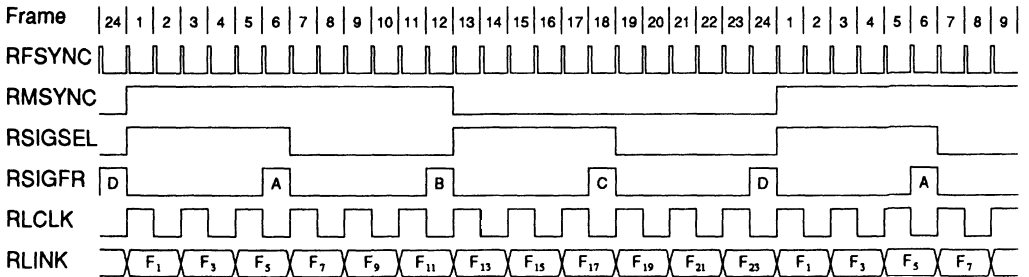 Frame 24 1 2 3 4 5 6 7 8 9 10 11 12 13 14 15 16 17 18 19 20 21 22 23 24 1 2 3 4 5 6 7 8 9
RFSYNC
RMSYNC
RSIGSEL
RSIGFR D A B C D A
RLCLK
RLINK F₁ F₃ F₅ F₇ F₉ F₁₁ F₁₃ F₁₅ F₁₇ F₁₉ F₂₁ F₂₃ F₁ F₃ F₅ F₇